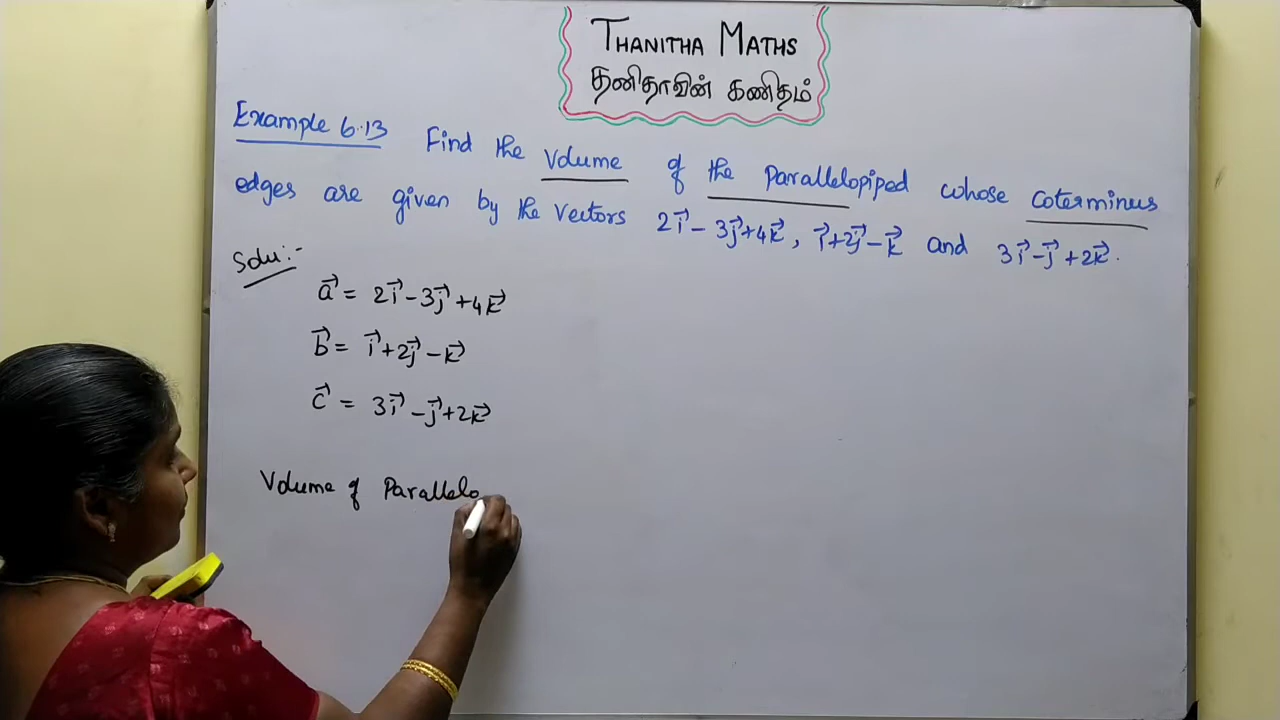 THANITHA MATHS
தனிதாவின் கணிதம்
Example 6.13 Find the Volume of the Parallelopiped whose coterminus
edges are given by the vectors 2i⃗ - 3j⃗ + 4k⃗, i⃗ + 2j⃗ - k⃗ and 3i⃗ - j⃗ + 2k⃗.
Solu:-
a⃗ = 2i⃗ - 3j⃗ + 4k⃗
b⃗ = i⃗ + 2j⃗ - k⃗
c⃗ = 3i⃗ - j⃗ + 2k⃗
Volume of Parallelo